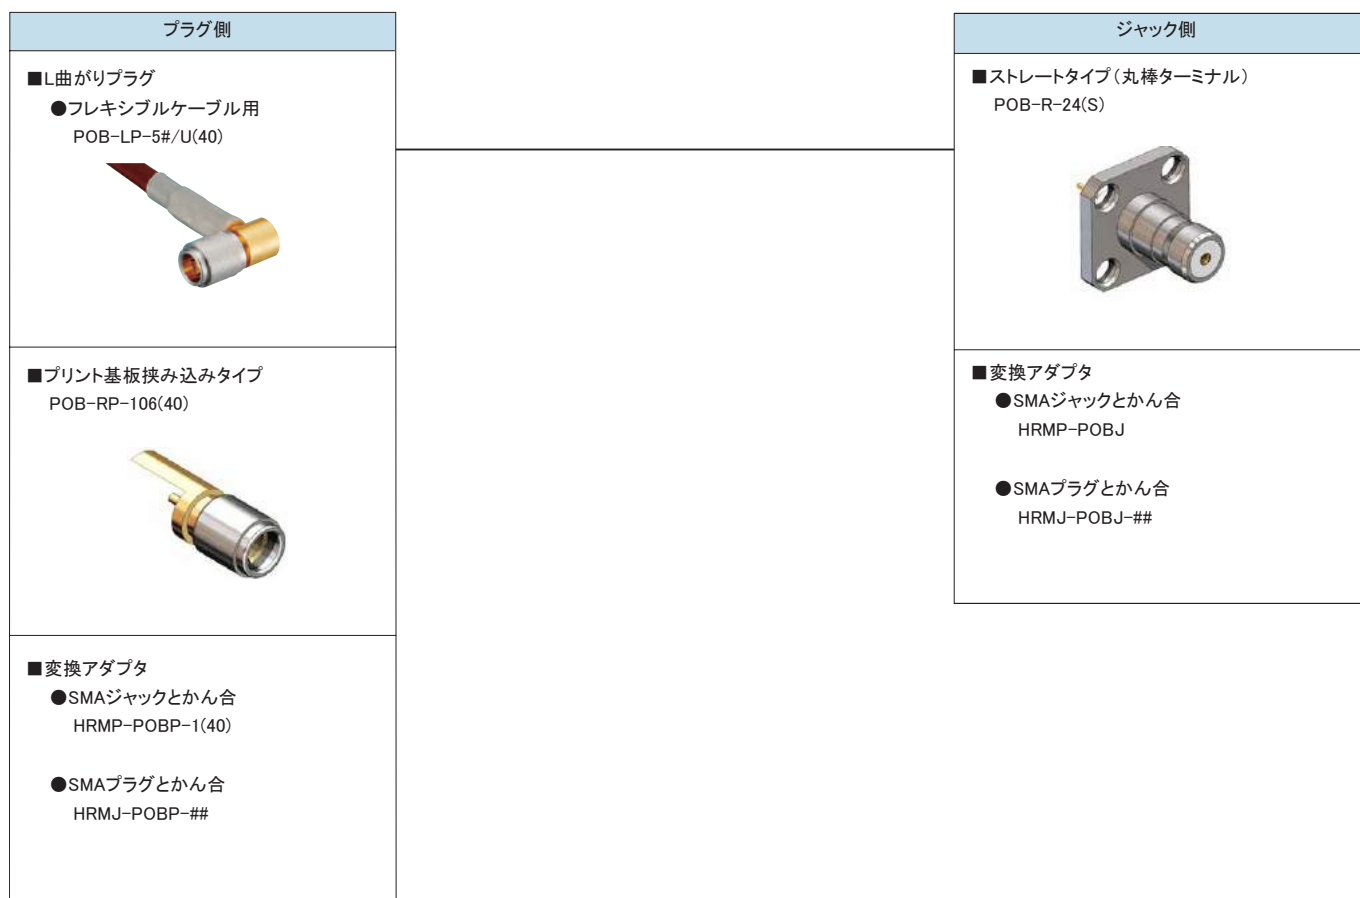 プラグ側
■L曲がりプラグ
●フレキシブルケーブル用
POB-LP-5#/U(40)
■プリント基板挟み込みタイプ
POB-RP-106(40)
■変換アダプタ
●SMAジャックとかん合
HRMP-POBP-1(40)
●SMAプラグとかん合
HRMJ-POBP-##
ジャック側
■ストレートタイプ(丸棒ターミナル)
POB-R-24(S)
■変換アダプタ
●SMAジャックとかん合
HRMP-POBJ
●SMAプラグとかん合
HRMJ-POBJ-##